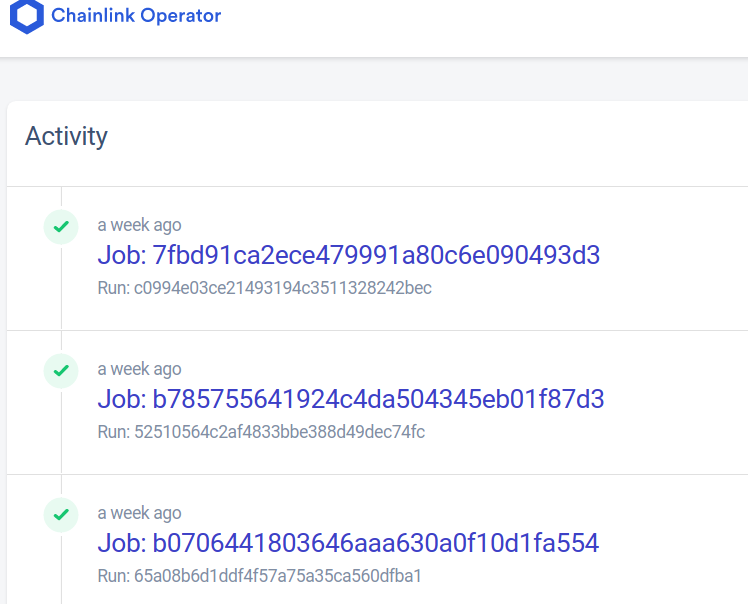 Chainlink Operator
Activity
a week ago
Job: 7fbd91ca2ece479991a80c6e090493d3
Run: c0994e03ce21493194c3511328242bec
a week ago
Job: b785755641924c4da504345eb01f87d3
Run: 52510564c2af4833bbe388d49dec74fc
a week ago
Job: b0706441803646aaa630a0f10d1fa554
Run: 65a08b6d1ddf4f57a75a35ca560dfba1